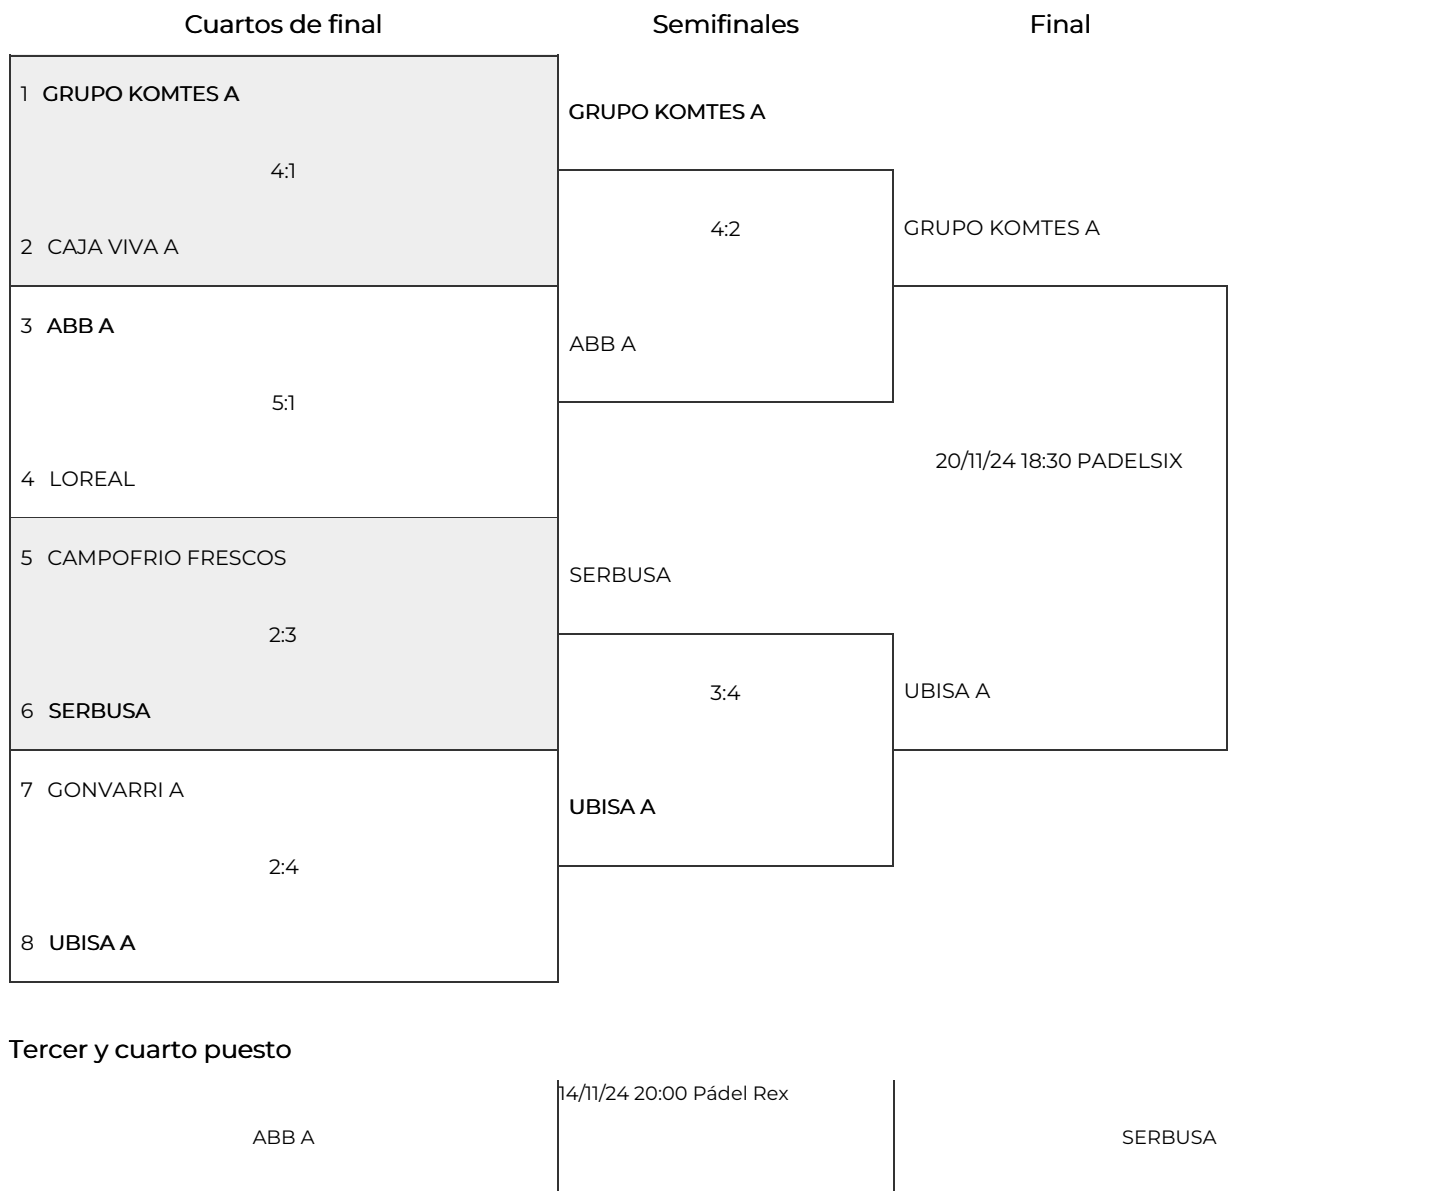 Cuartos de final
Semifinales
Final
1 GRUPO KOMTES A
4:1
2 CAJA VIVA A
3 ABB A
5:1
4 LOREAL
5 CAMPOFRIO FRESCOS
2:3
6 SERBUSA
7 GONVARRI A
2:4
8 UBISA A
GRUPO KOMTES A
4:2
ABB A
SERBUSA
3:4
UBISA A
GRUPO KOMTES A
20/11/24 18:30 PADELSIX
UBISA A
Tercer y cuarto puesto
ABB A
14/11/24 20:00 Pádel Rex
SERBUSA